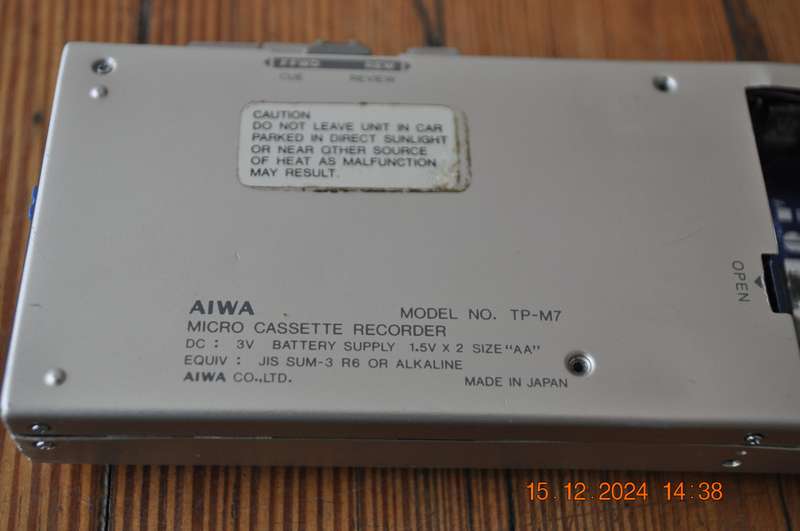 F.FWD REW
CUE REVIEW
CAUTION
DO NOT LEAVE UNIT IN CAR
PARKED IN DIRECT SUNLIGHT
OR NEAR OTHER SOURCE
OF HEAT AS MALFUNCTION
MAY RESULT.
OPEN
AIWA MODEL NO. TP-M7
MICRO CASSETTE RECORDER
DC : 3V BATTERY SUPPLY 1.5V X 2 SIZE "AA"
EQUIV : JIS SUM-3 R6 OR ALKALINE
AIWA CO.,LTD. MADE IN JAPAN
15.12.2024 14:38